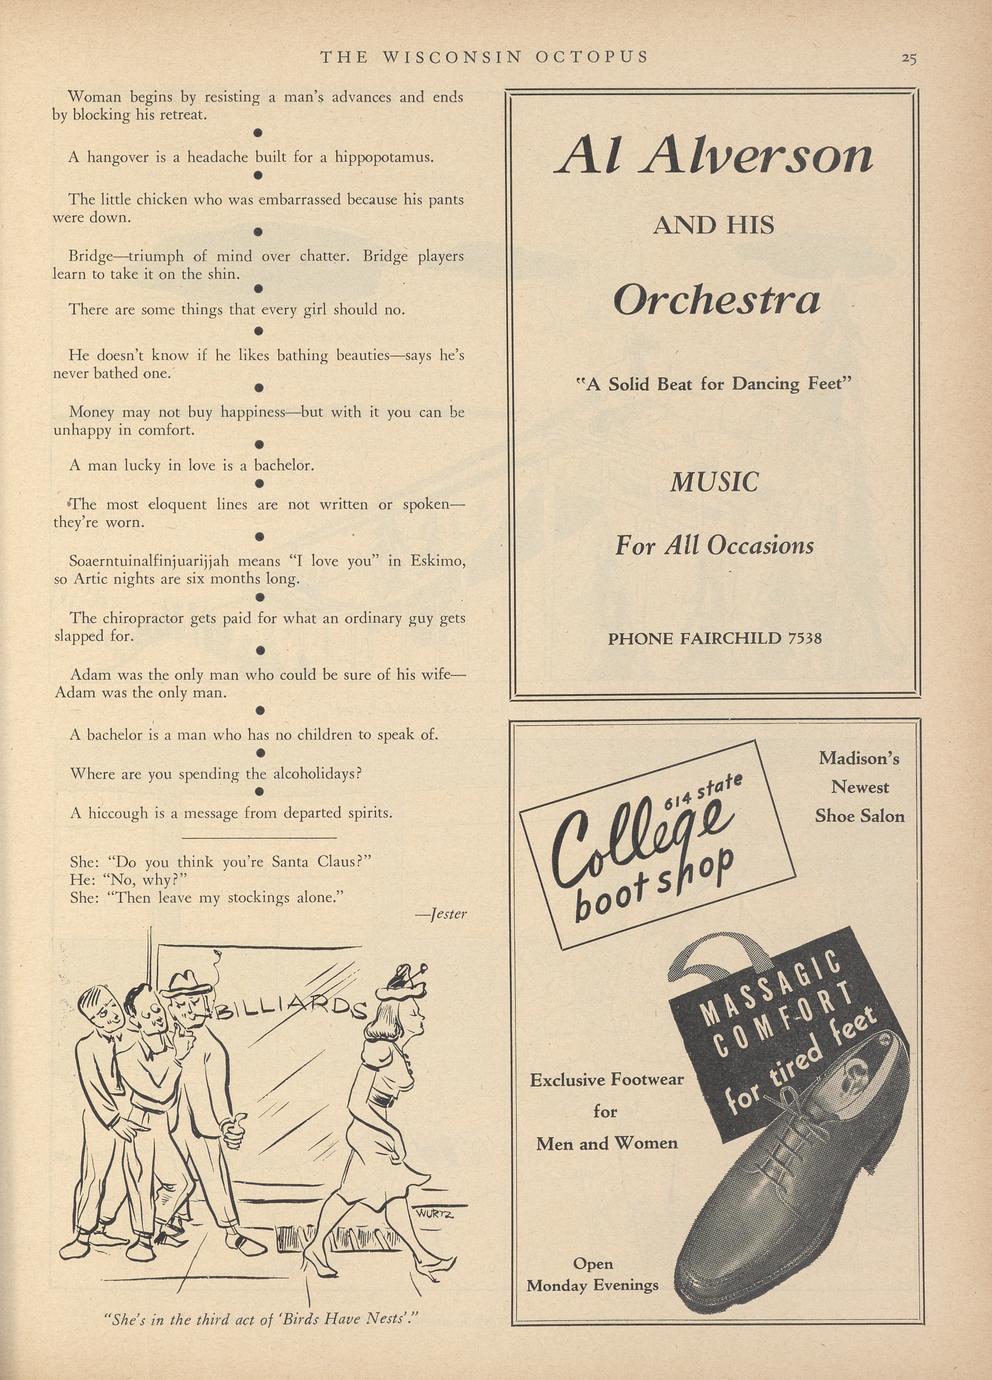 THE WISCONSIN OCTOPUS
25
Woman begins by resisting a man's advances and ends
by blocking his retreat.
●
A hangover is a headache built for a hippopotamus.
●
The little chicken who was embarrassed because his pants
were down.
●
Bridge—triumph of mind over chatter. Bridge players
learn to take it on the shin.
●
There are some things that every girl should no.
●
He doesn't know if he likes bathing beauties—says he's
never bathed one.
●
Money may not buy happiness—but with it you can be
unhappy in comfort.
●
A man lucky in love is a bachelor.
●
The most eloquent lines are not written or spoken—
they're worn.
●
Soaerntuinalfinjuarijjah means “I love you” in Eskimo,
so Artic nights are six months long.
●
The chiropractor gets paid for what an ordinary guy gets
slapped for.
●
Adam was the only man who could be sure of his wife—
Adam was the only man.
●
A bachelor is a man who has no children to speak of.
●
Where are you spending the alcoholidays?
●
A hiccough is a message from departed spirits.
She: “Do you think you're Santa Claus?”
He: “No, why?”
She: “Then leave my stockings alone.”
—Jester
BILLIARDS
WURTZ
“She's in the third act of ‘Birds Have Nests’.”
Al Alverson
AND HIS
Orchestra
“A Solid Beat for Dancing Feet”
MUSIC
For All Occasions
PHONE FAIRCHILD 7538
614 state
College
boot shop
Madison's
Newest
Shoe Salon
MASSAGIC
COMFORT
for tired feet
Exclusive Footwear
for
Men and Women
Open
Monday Evenings